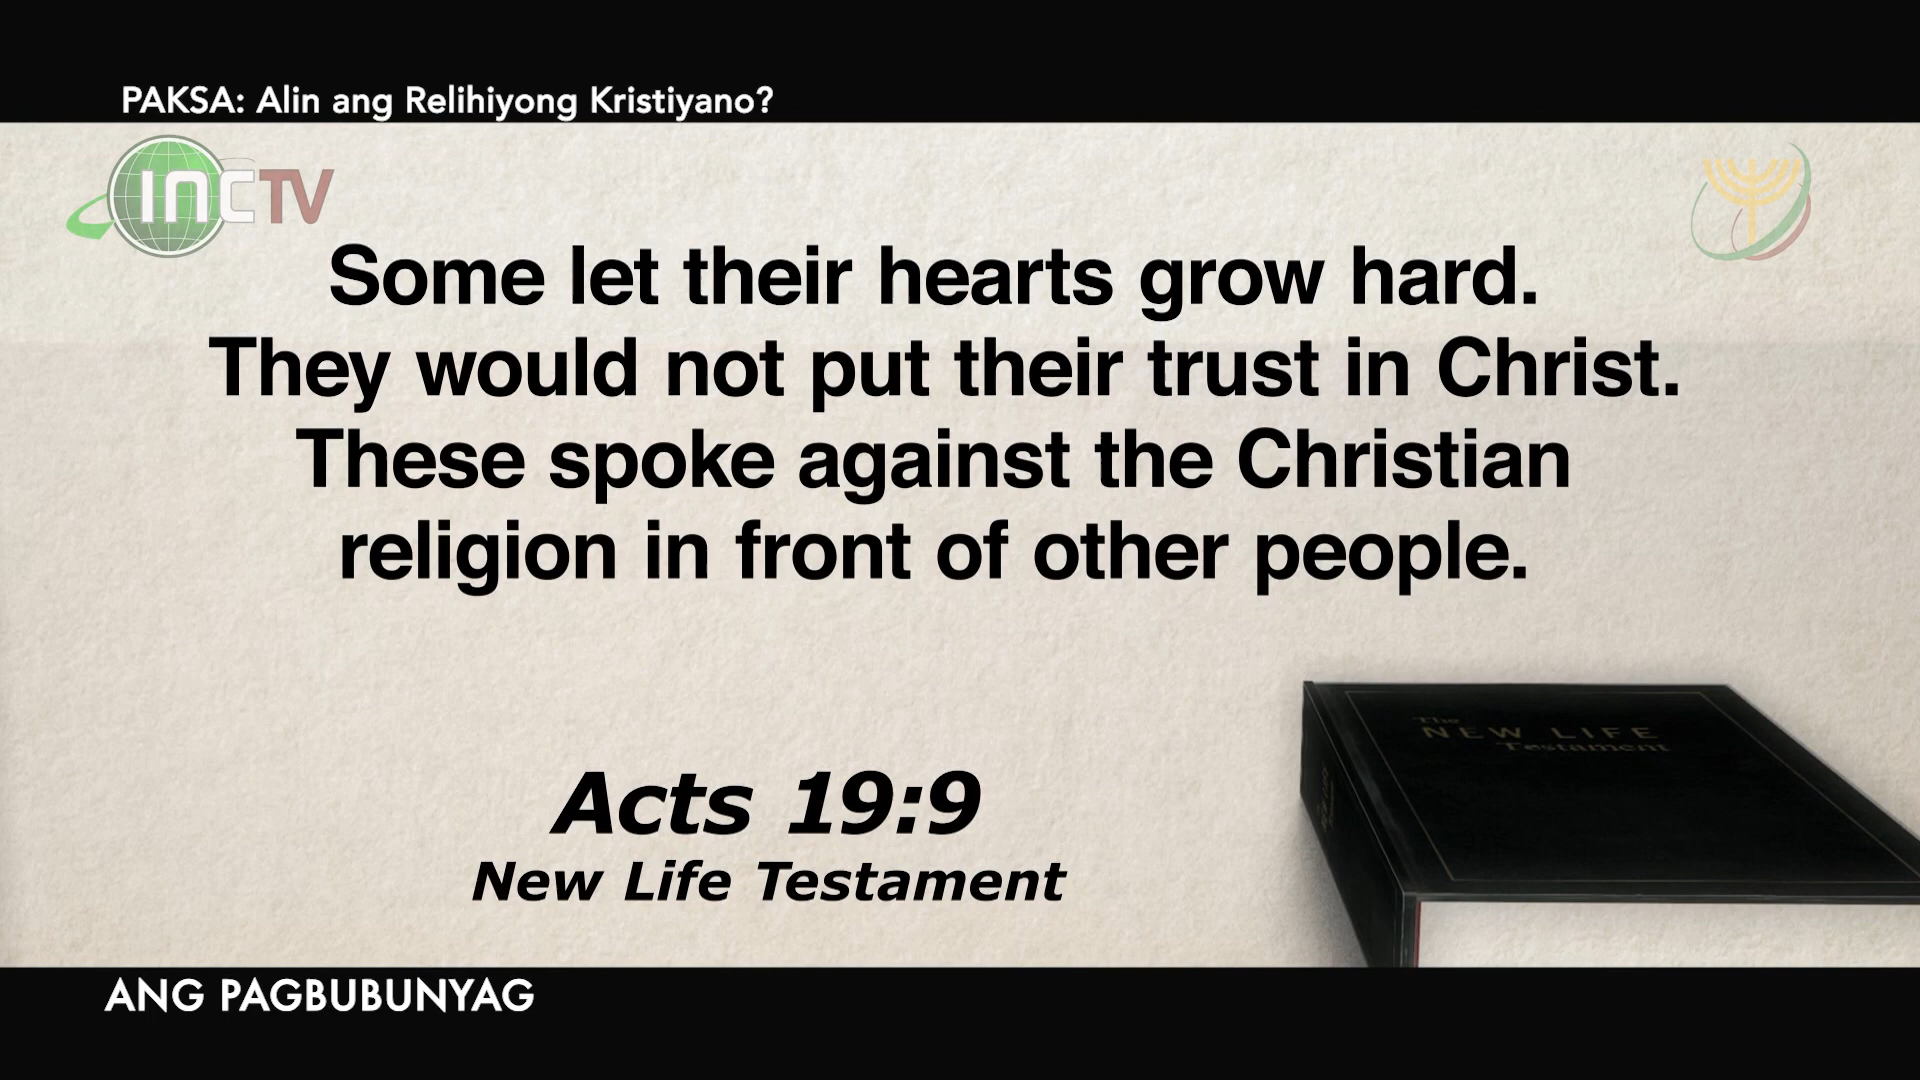 PAKSA: Alin ang Relihiyong Kristiyano?
INCTV
Some let their hearts grow hard.
They would not put their trust in Christ.
These spoke against the Christian
religion in front of other people.
The
NEW LIFE
Testament
Acts 19:9
New Life Testament
ANG PAGBUBUNYAG